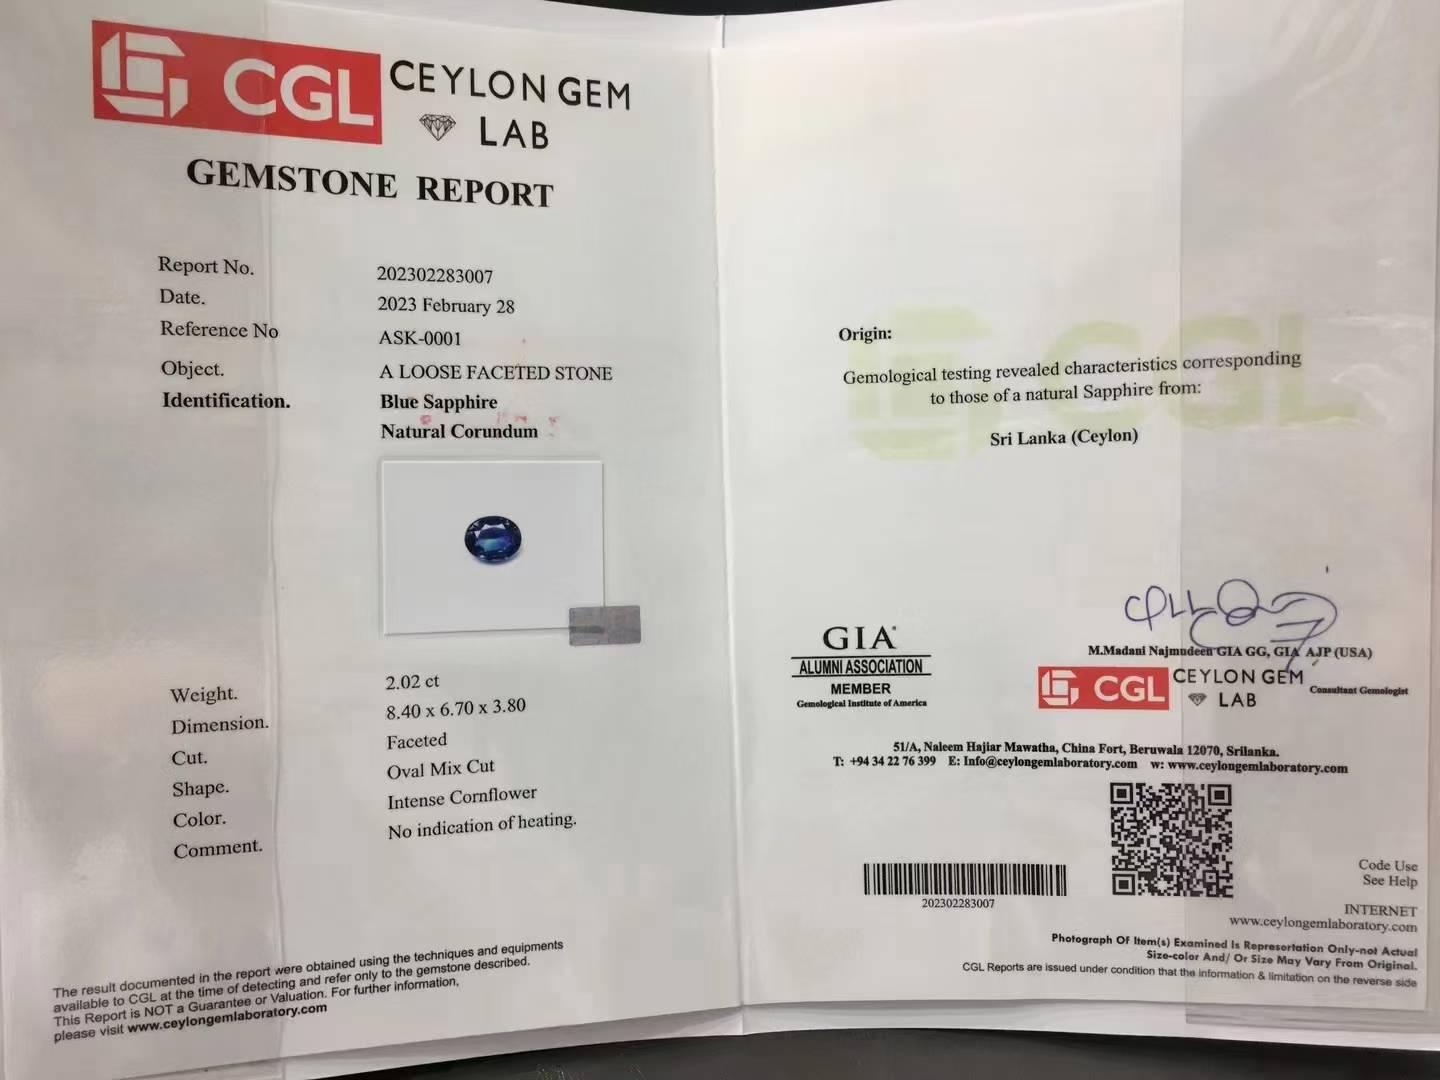 CGL CEYLON GEM
LAB
GEMSTONE REPORT
Report No. 202302283007
Date. 2023 February 28
Reference No ASK-0001
Object. A LOOSE FACETED STONE
Identification. Blue Sapphire
Natural Corundum
Weight. 2.02 ct
Dimension. 8.40 x 6.70 x 3.80
Cut. Faceted
Shape. Oval Mix Cut
Color. Intense Cornflower
Comment. No indication of heating.
The result documented in the report were obtained using the techniques and equipments
available to CGL at the time of detecting and refer only to the gemstone described.
This Report is NOT a Guarantee or Valuation. For further information,
please visit www.ceylongemlaboratory.com
CGL
Origin:
Gemological testing revealed characteristics corresponding
to those of a natural Sapphire from:
Sri Lanka (Ceylon)
GIA
ALUMNI ASSOCIATION
MEMBER
Gemological Institute of America
M.Madani Najmudeen GIA GG, GIA AJP (USA)
CGL CEYLON GEM
LAB
Consultant Gemologist
51/A, Naleem Hajiar Mawatha, China Fort, Beruwala 12070, Srilanka.
T: +94 34 22 76 399 E: Info@ceylongemlaboratory.com w: www.ceylongemlaboratory.com
202302283007
Code Use
See Help
INTERNET
www.ceylongemlaboratory.com
Photograph Of Item(s) Examined Is Represortation Only-not Actual
Size-color And/ Or Size May Vary From Original.
CGL Reports are issued under condition that the information & limitation on the reverse side